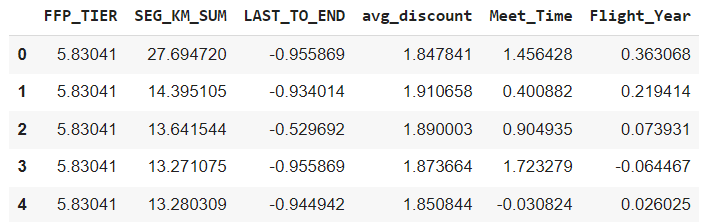 FFP_TIER SEG_KM_SUM LAST_TO_END avg_discount Meet_Time Flight_Year
0 5.83041 27.694720 -0.955869 1.847841 1.456428 0.363068
1 5.83041 14.395105 -0.934014 1.910658 0.400882 0.219414
2 5.83041 13.641544 -0.529692 1.890003 0.904935 0.073931
3 5.83041 13.271075 -0.955869 1.873664 1.723279 -0.064467
4 5.83041 13.280309 -0.944942 1.850844 -0.030824 0.026025